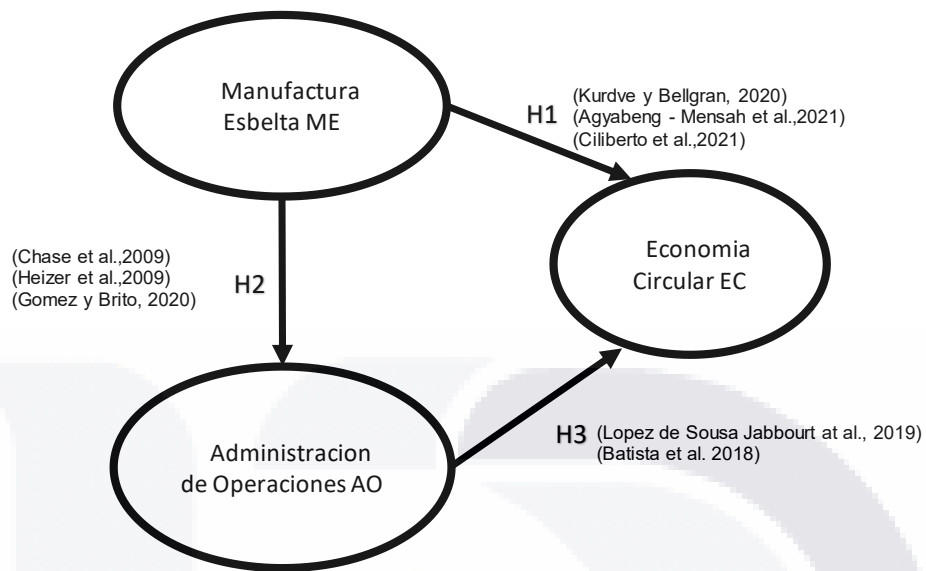 Manufactura
Esbelta ME
H1
(Kurdve y Bellgran, 2020)
(Agyabeng - Mensah et al.,2021)
(Ciliberto et al.,2021)
Economia
Circular EC
(Chase et al.,2009)
(Heizer et al.,2009)
(Gomez y Brito, 2020)
H2
Administracion
de Operaciones AO
H3 (Lopez de Sousa Jabbourt at al., 2019)
(Batista et al. 2018)